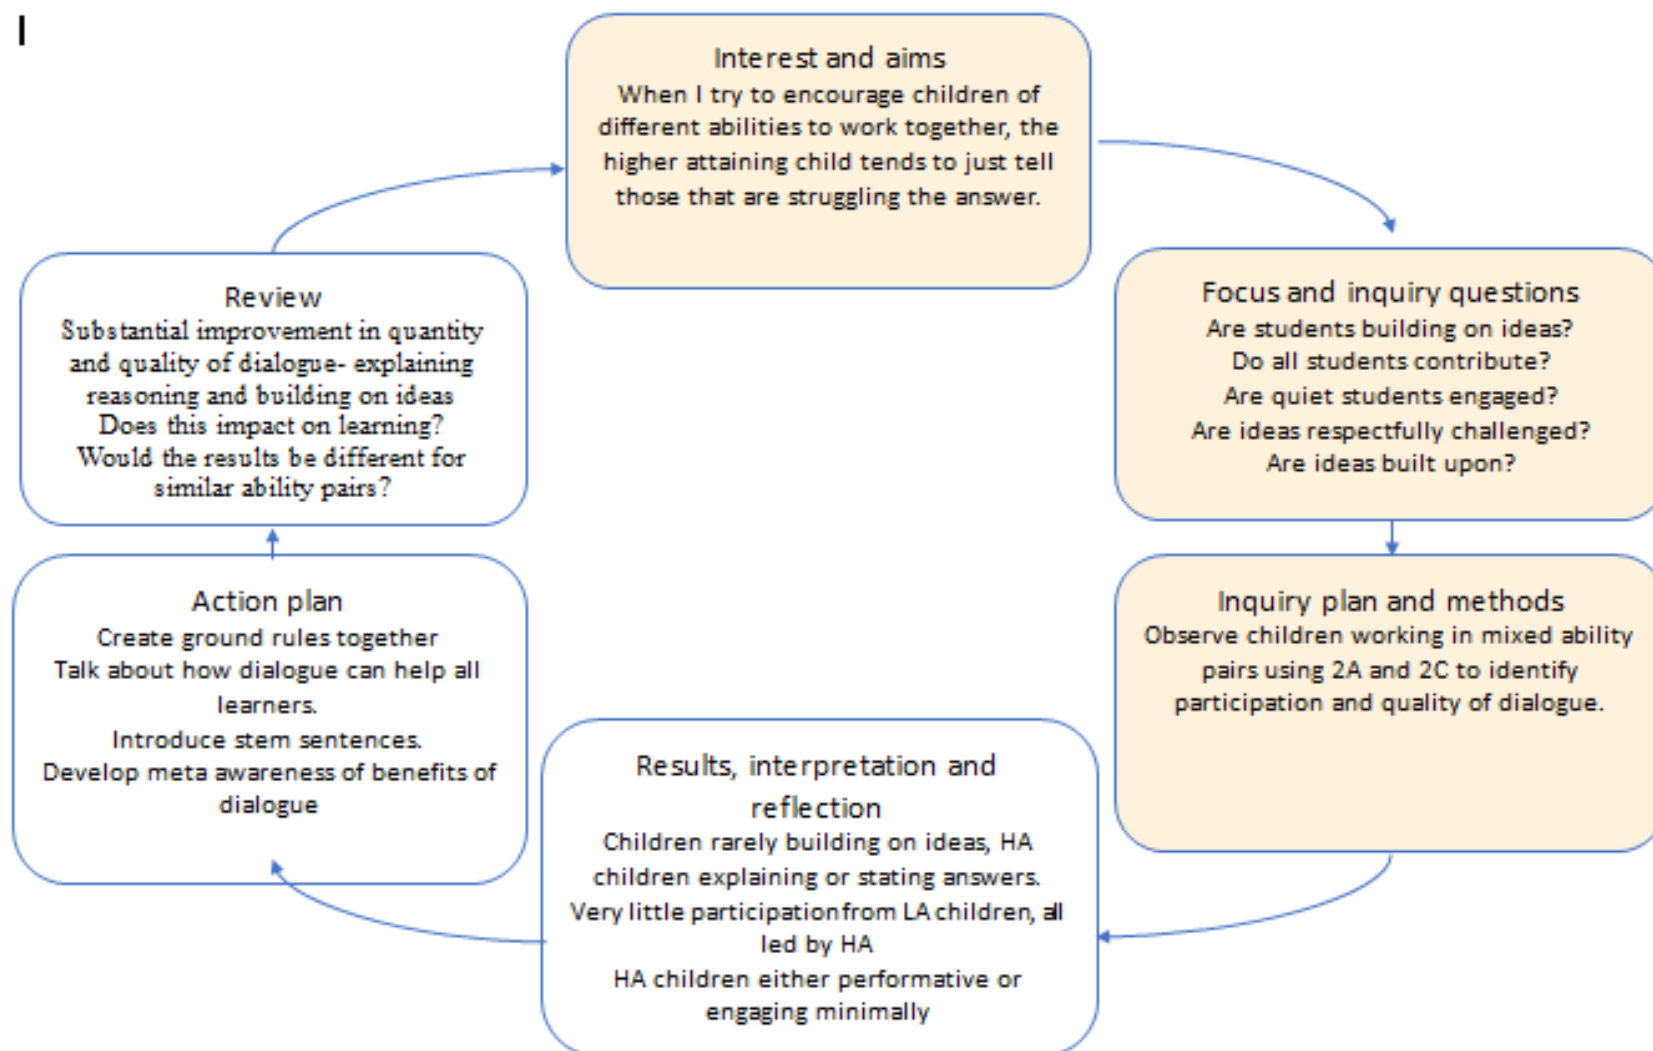 I
Interest and aims
When I try to encourage children of
different abilities to work together, the
higher attaining child tends to just tell
those that are struggling the answer.
Focus and inquiry questions
Are students building on ideas?
Do all students contribute?
Are quiet students engaged?
Are ideas respectfully challenged?
Are ideas built upon?
Inquiry plan and methods
Observe children working in mixed ability
pairs using 2A and 2C to identify
participation and quality of dialogue.
Results, interpretation and
reflection
Children rarely building on ideas, HA
children explaining or stating answers.
Very little participation from LA children, all
led by HA
HA children either performative or
engaging minimally
Action plan
Create ground rules together
Talk about how dialogue can help all
learners.
Introduce stem sentences.
Develop meta awareness of benefits of
dialogue
Review
Substantial improvement in quantity
and quality of dialogue- explaining
reasoning and building on ideas
Does this impact on learning?
Would the results be different for
similar ability pairs?